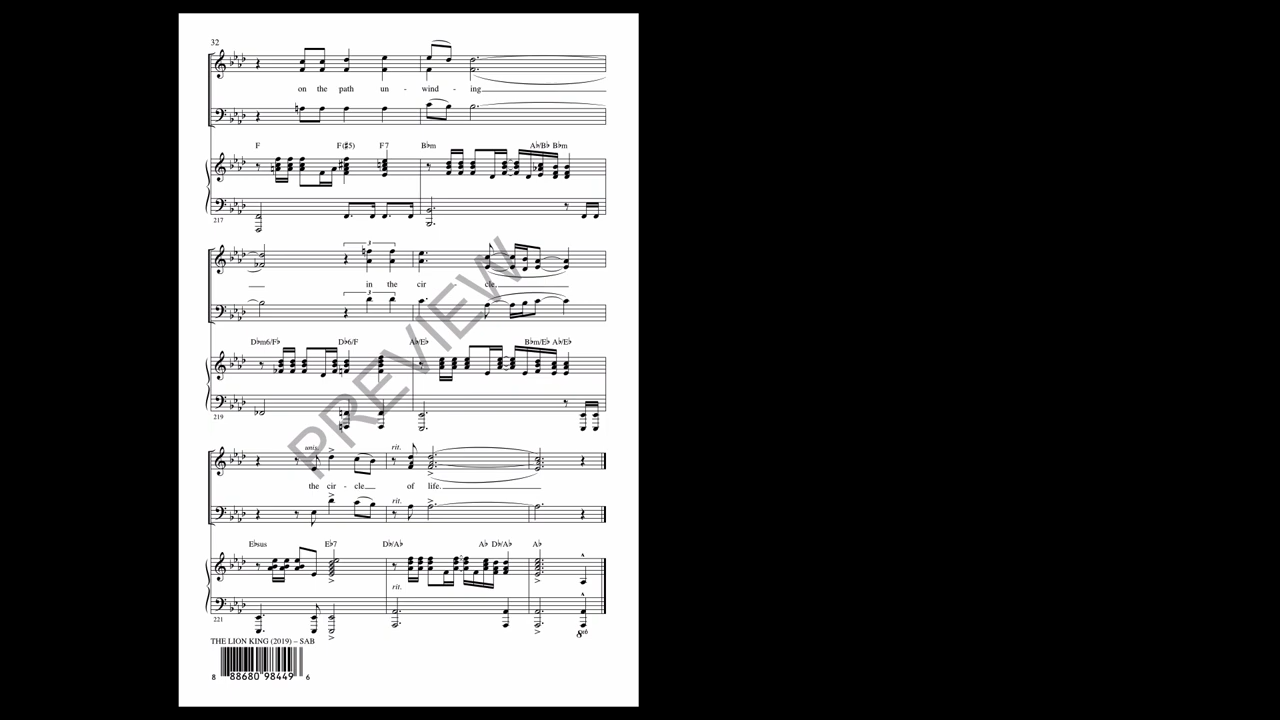 32
on the path un - wind - ing
F F(♯5) F7 B♭m A♭/B♭ B♭m
217
3
in the cir cle.
3
D♭m6/F♭ D♭6/F A♭/E♭ B♭m/E♭ A♭/E♭
219
unis. rit.
the cir - cle of life.
rit.
E♭sus E♭7 D♭/A♭ A♭ D♭/A♭ A♭
rit.
221
8vb
THE LION KING (2019) – SAB
8 88680 98449 6
PREVIEW